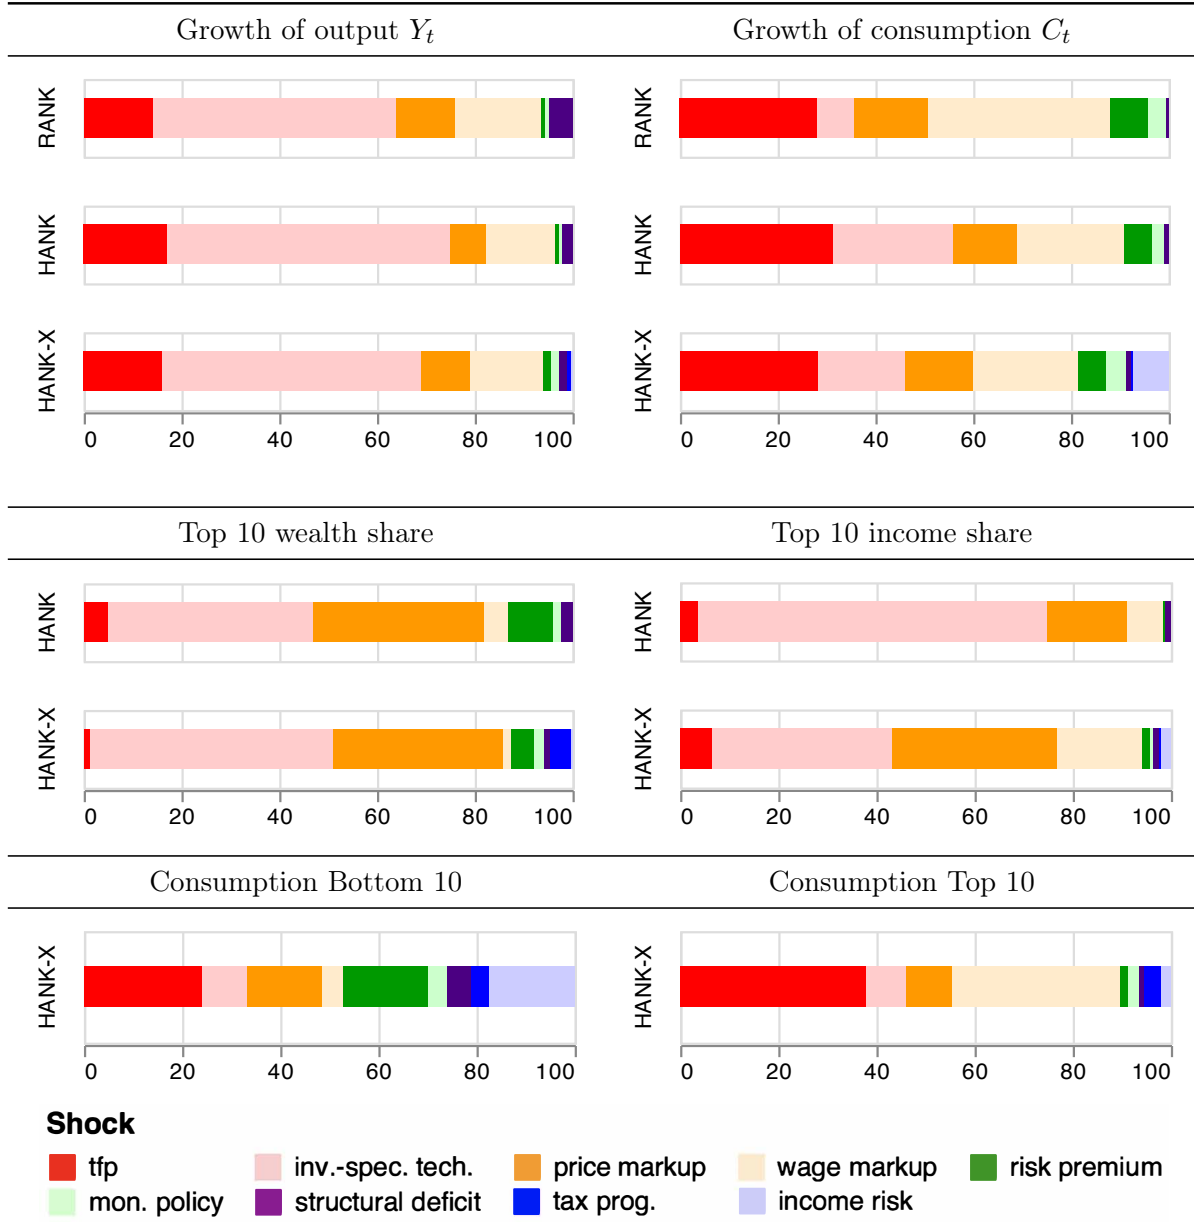 Growth of output Y_t
Growth of consumption C_t
RANK
RANK
HANK
HANK
HANK-X
HANK-X
0 20 40 60 80 100
0 20 40 60 80 100
Top 10 wealth share
Top 10 income share
HANK
HANK
HANK-X
HANK-X
0 20 40 60 80 100
0 20 40 60 80 100
Consumption Bottom 10
Consumption Top 10
HANK-X
HANK-X
0 20 40 60 80 100
0 20 40 60 80 100
Shock
tfp inv.-spec. tech. price markup wage markup risk premium
mon. policy structural deficit tax prog. income risk